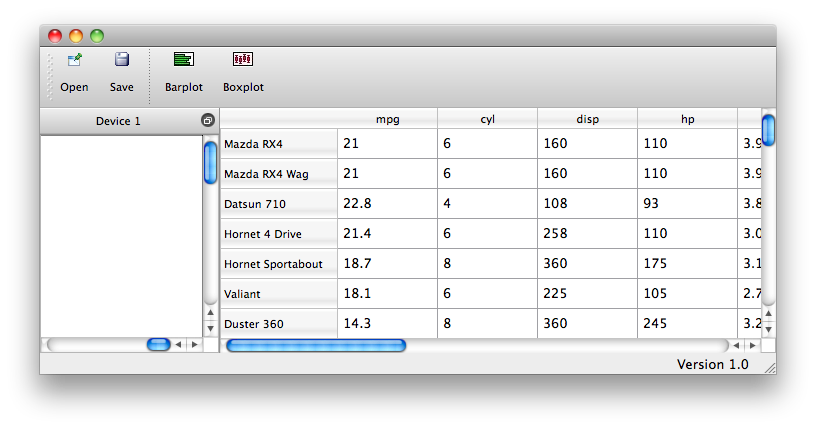 Open Save Barplot Boxplot
Device 1
mpg cyl disp hp
Mazda RX4 21 6 160 110 3.9
Mazda RX4 Wag 21 6 160 110 3.9
Datsun 710 22.8 4 108 93 3.8
Hornet 4 Drive 21.4 6 258 110 3.0
Hornet Sportabout 18.7 8 360 175 3.1
Valiant 18.1 6 225 105 2.7
Duster 360 14.3 8 360 245 3.2
Version 1.0